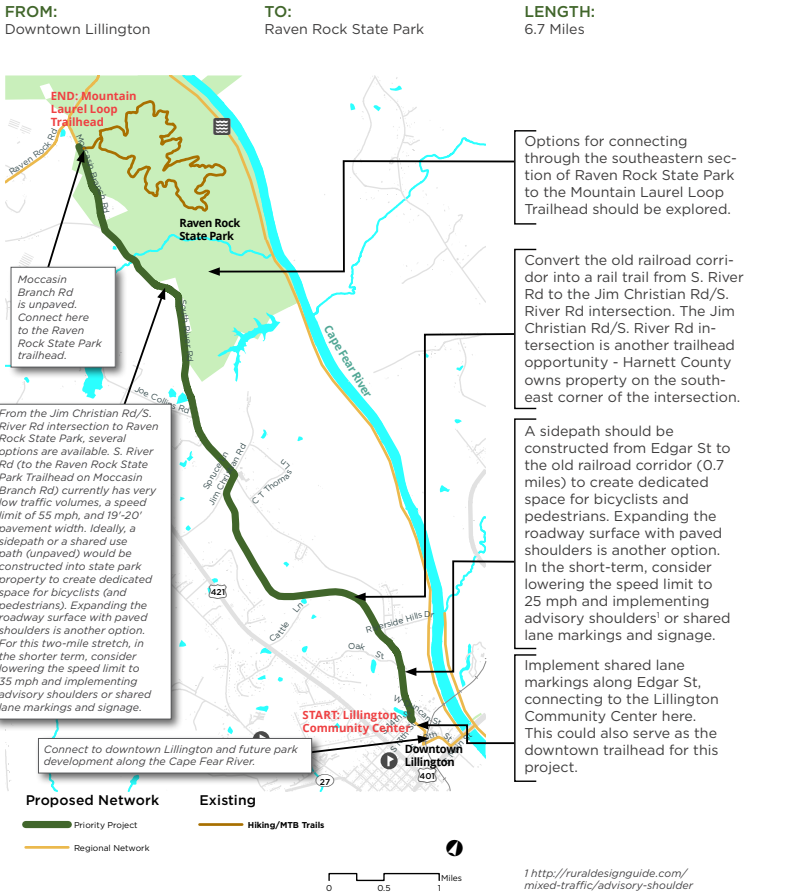 FROM:
Downtown Lillington
TO:
Raven Rock State Park
LENGTH:
6.7 Miles
END: Mountain
Laurel Loop
Trailhead
Raven Rock Rd
Moccasin Branch Rd
Raven Rock
State Park
Moccasin
Branch Rd
is unpaved.
Connect here
to the Raven
Rock State Park
trailhead.
South River Rd
Cape Fear River
Joe Collins Rd
From the Jim Christian Rd/S.
River Rd intersection to Raven
Rock State Park, several
options are available. S. River
Rd (to the Raven Rock State
Park Trailhead on Moccasin
Branch Rd) currently has very
low traffic volumes, a speed
limit of 55 mph, and 19'-20'
pavement width. Ideally, a
sidepath or a shared use
path (unpaved) would be
constructed into state park
property to create dedicated
space for bicyclists (and
pedestrians). Expanding the
roadway surface with paved
shoulders is another option.
For this two-mile stretch, in
the shorter term, consider
lowering the speed limit to
35 mph and implementing
advisory shoulders or shared
lane markings and signage.
Spruce Ln
Jim Christian Rd
C T Thomas Ln
421
Cattle Ln
Riverside Hills Dr
Oak St
START: Lillington
Community Center
Duncan St
Connect to downtown Lillington and future park
development along the Cape Fear River.
Downtown
Lillington
401
27
Options for connecting
through the southeastern sec-
tion of Raven Rock State Park
to the Mountain Laurel Loop
Trailhead should be explored.
Convert the old railroad corri-
dor into a rail trail from S. River
Rd to the Jim Christian Rd/S.
River Rd intersection. The Jim
Christian Rd/S. River Rd in-
tersection is another trailhead
opportunity - Harnett County
owns property on the south-
east corner of the intersection.
A sidepath should be
constructed from Edgar St to
the old railroad corridor (0.7
miles) to create dedicated
space for bicyclists and
pedestrians. Expanding the
roadway surface with paved
shoulders is another option.
In the short-term, consider
lowering the speed limit to
25 mph and implementing
advisory shoulders1 or shared
lane markings and signage.
Implement shared lane
markings along Edgar St,
connecting to the Lillington
Community Center here.
This could also serve as the
downtown trailhead for this
project.
Proposed Network
Priority Project
Regional Network
Existing
Hiking/MTB Trails
Miles
0 0.5 1
1 http://ruraldesignguide.com/
mixed-traffic/advisory-shoulder